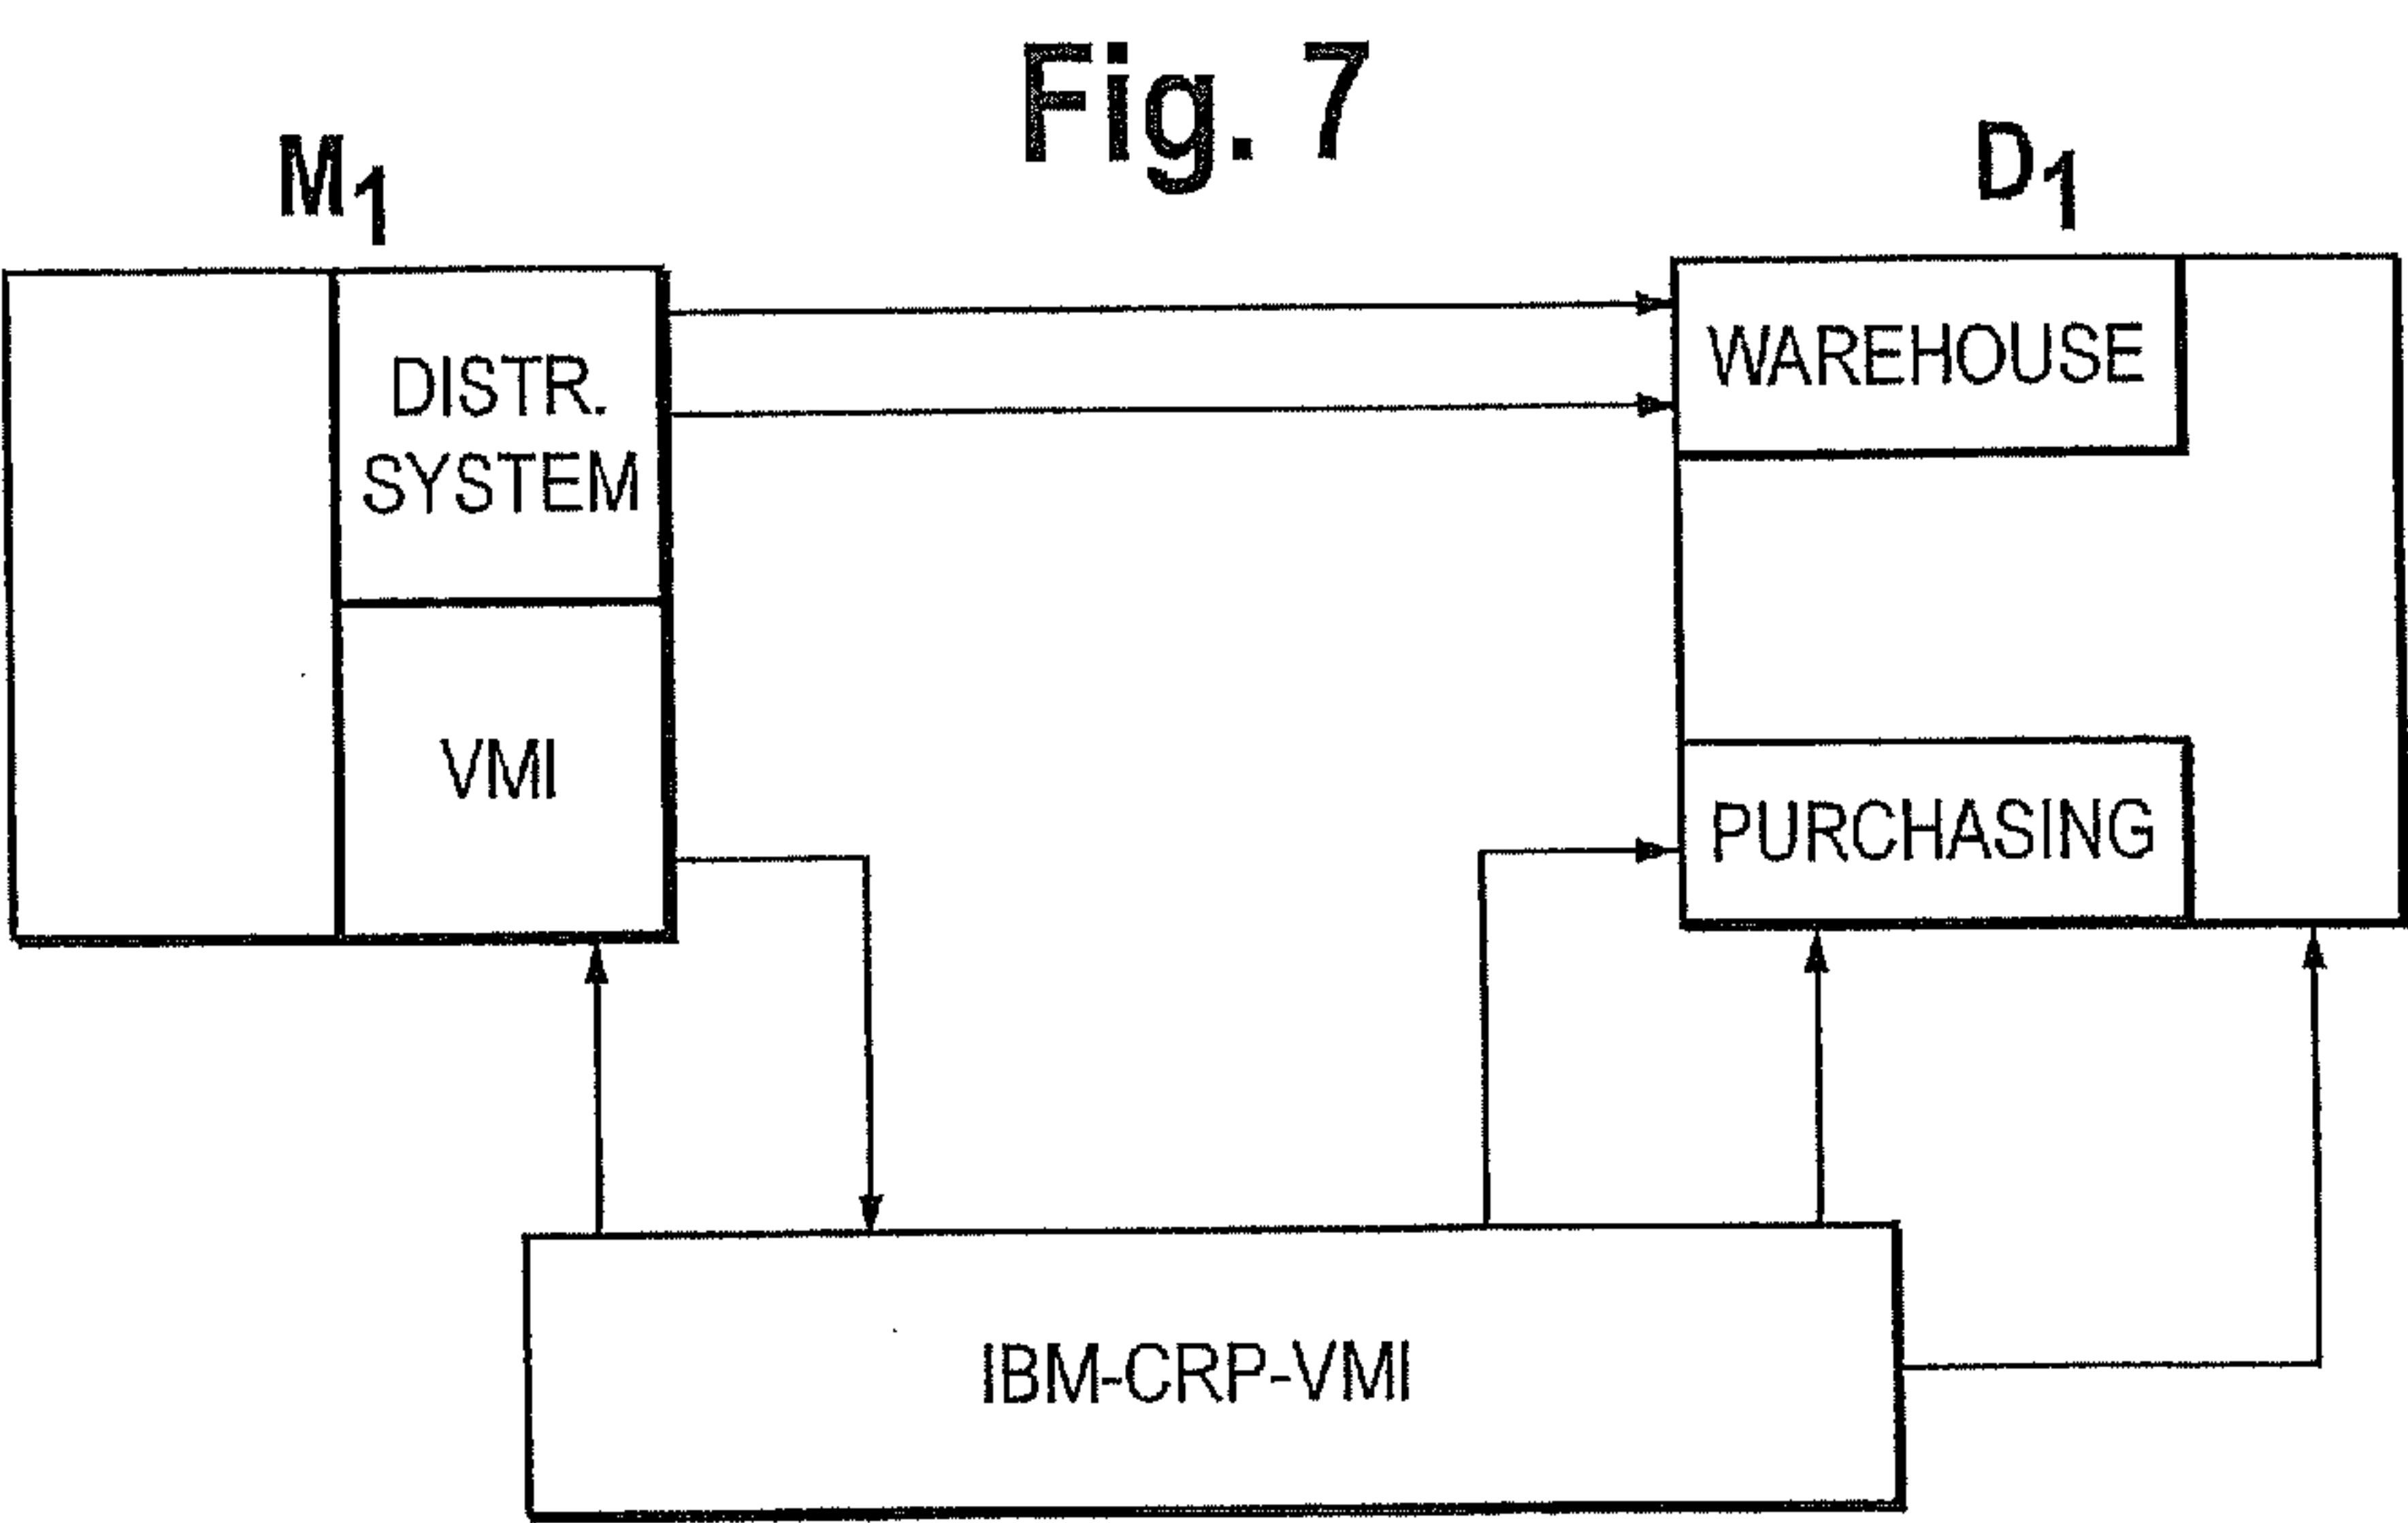 Fig. 7
M1
D1
DISTR.
SYSTEM
WAREHOUSE
VMI
PURCHASING
IBM-CRP-VMI